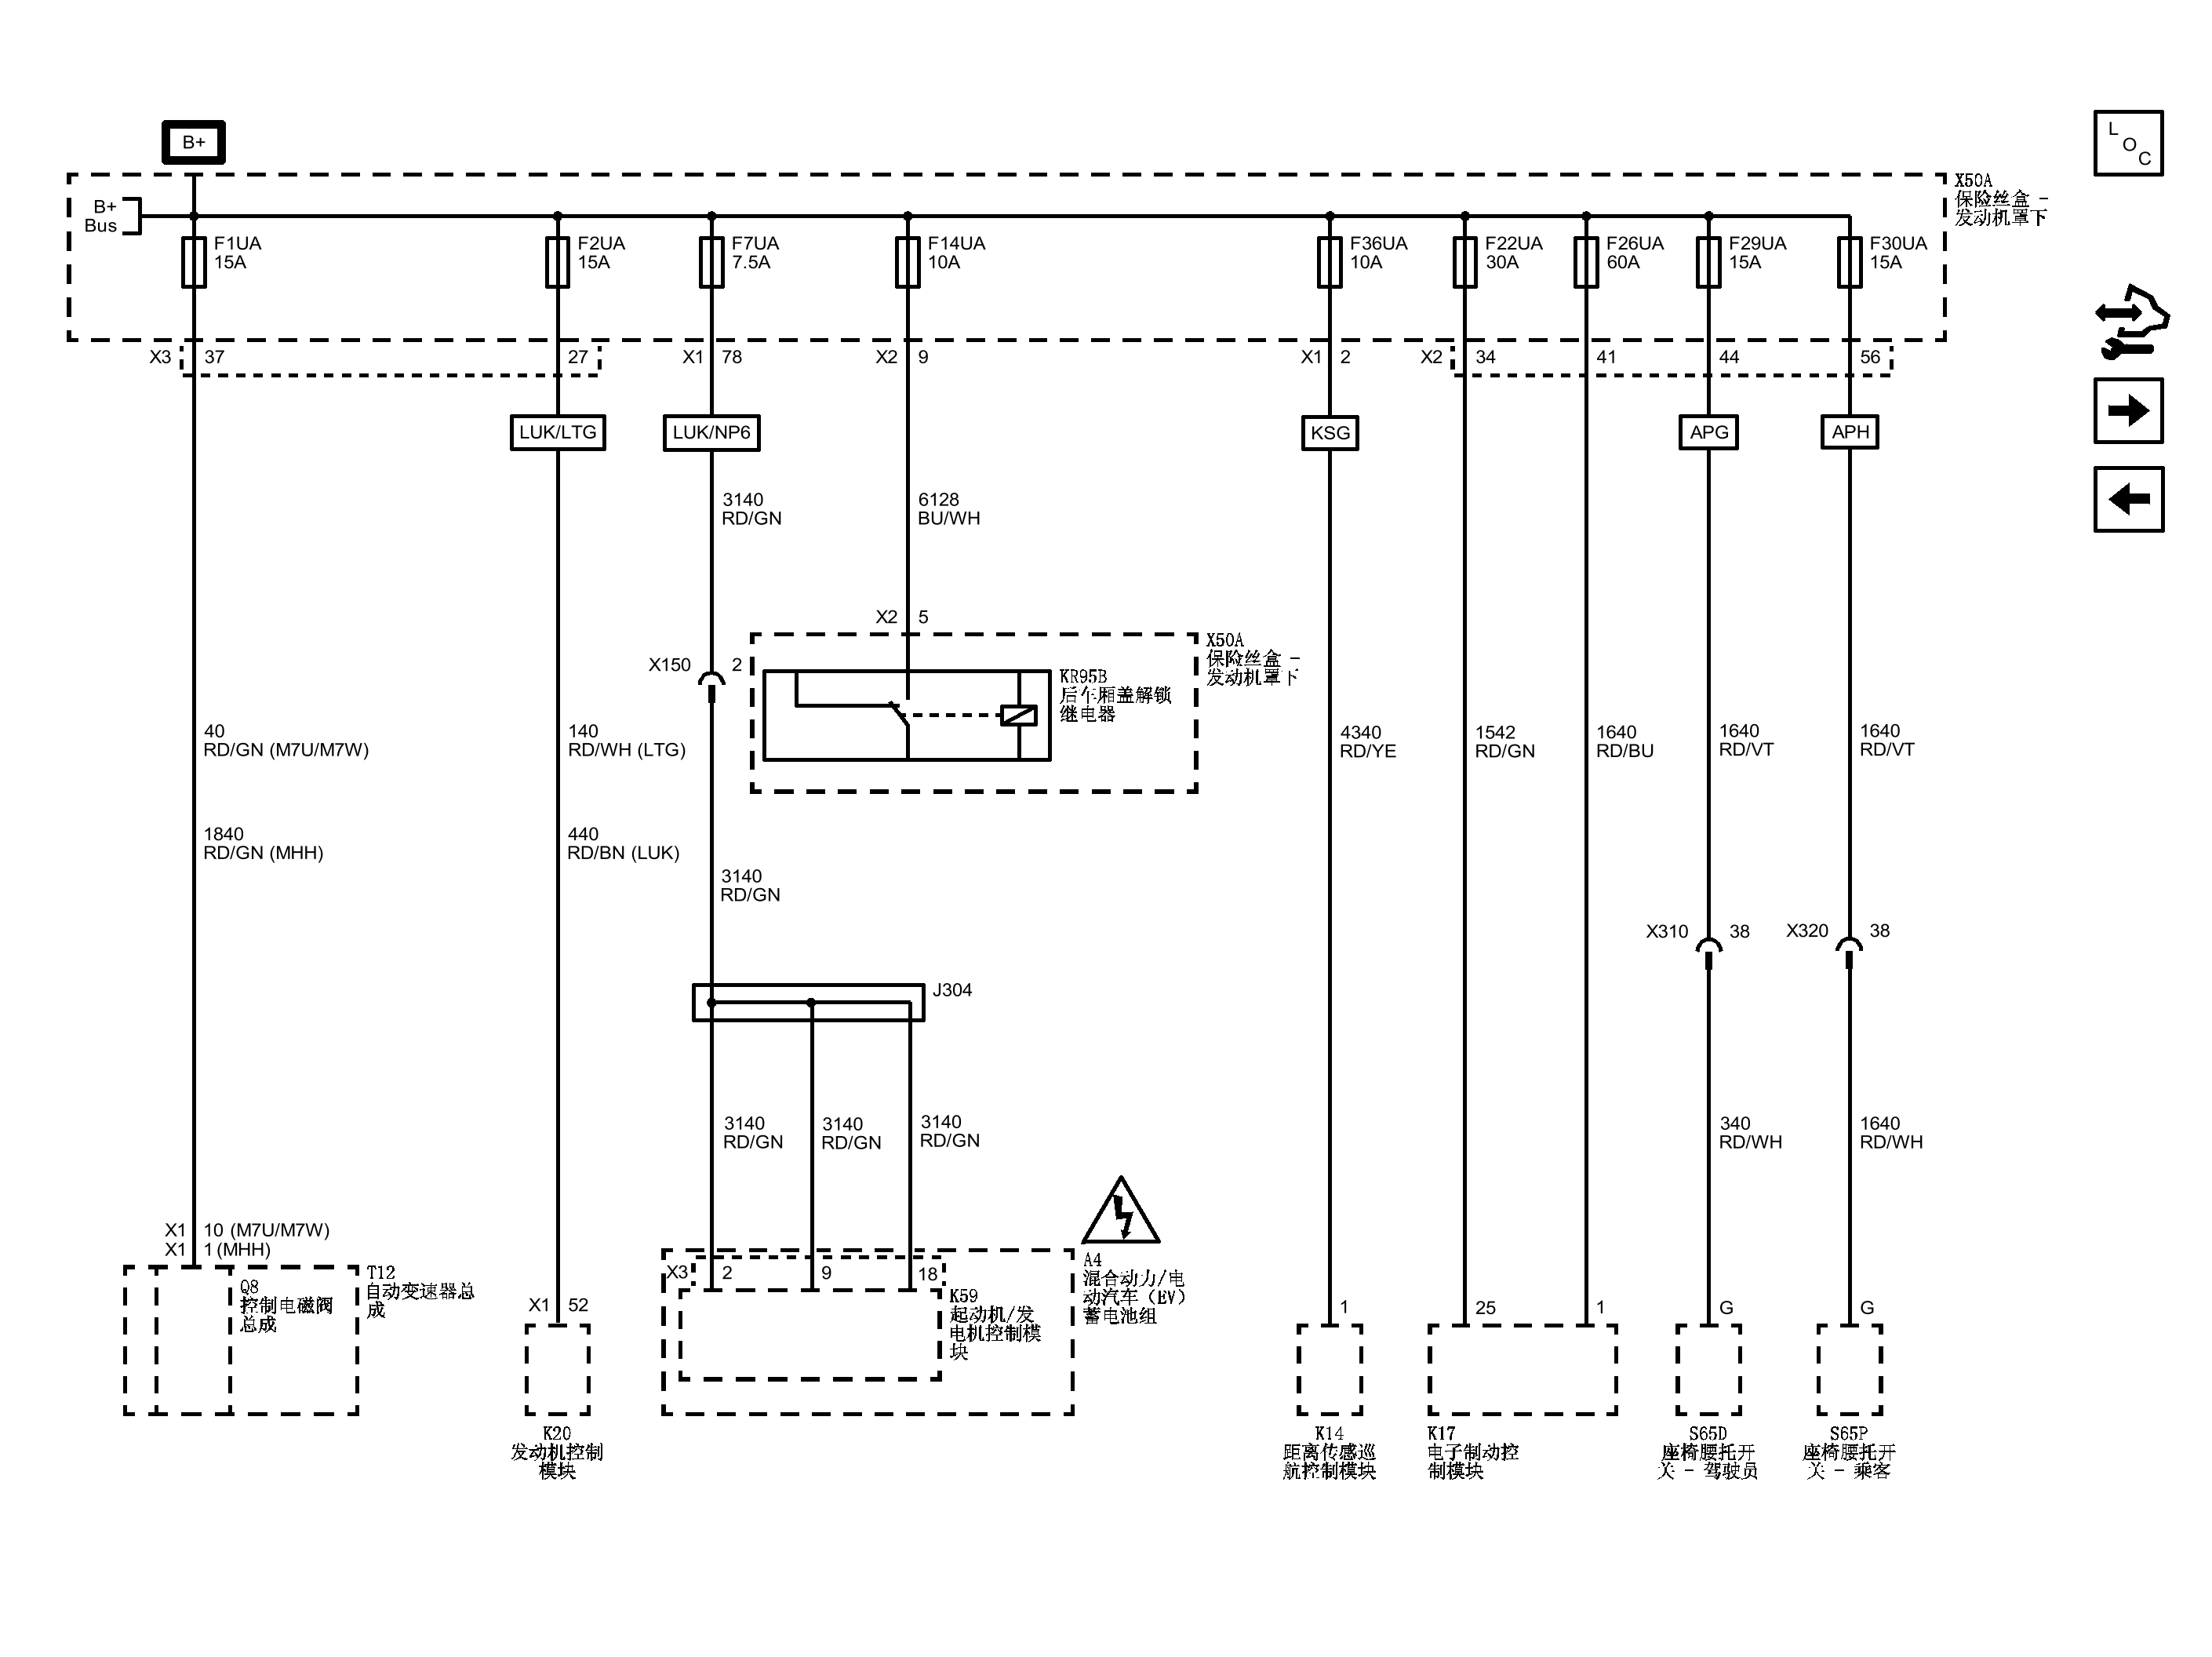 B+
L
O
C
B+
Bus
X50A
保险丝盒 -
发动机罩下
F1UA
15A
F2UA
15A
F7UA
7.5A
F14UA
10A
F36UA
10A
F22UA
30A
F26UA
60A
F29UA
15A
F30UA
15A
X3 37
27
X1 78
X2 9
X1 2
X2 34
41
44
56
LUK/LTG
LUK/NP6
KSG
APG
APH
3140
RD/GN
6128
BU/WH
X2 5
X150 2
X50A
保险丝盒 -
发动机罩下
KR95B
后车厢盖解锁
继电器
40
RD/GN (M7U/M7W)
140
RD/WH (LTG)
4340
RD/YE
1542
RD/GN
1640
RD/BU
1640
RD/VT
1640
RD/VT
1840
RD/GN (MHH)
440
RD/BN (LUK)
3140
RD/GN
X310 38
X320 38
J304
3140
RD/GN
3140
RD/GN
3140
RD/GN
340
RD/WH
1640
RD/WH
X1 10 (M7U/M7W)
X1 1 (MHH)
Q8
控制电磁阀
总成
T12
自动变速器总
成
X1 52
X3 2
9
18
K59
起动机/发
电机控制模
块
A4
混合动力/电
动汽车（EV）
蓄电池组
1
25
1
G
G
K20
发动机控制
模块
K14
距离传感巡
航控制模块
K17
电子制动控
制模块
S65D
座椅腰托开
关 - 驾驶员
S65P
座椅腰托开
关 - 乘客